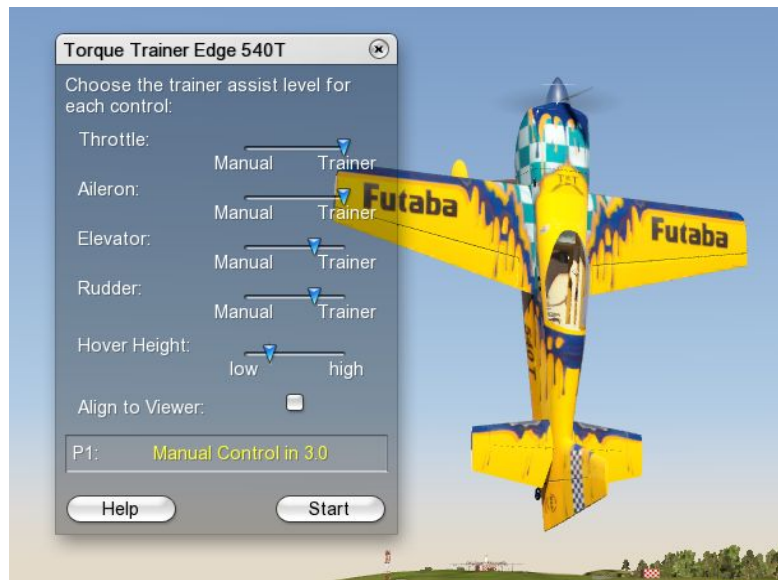 Torque Trainer Edge 540T
Choose the trainer assist level for
each control:
Throttle:
Manual Trainer
Aileron:
Manual Trainer
Elevator:
Manual Trainer
Rudder:
Manual Trainer
Hover Height:
low high
Align to Viewer:
P1: Manual Control in 3.0
Help Start
Futaba
Futaba
540T